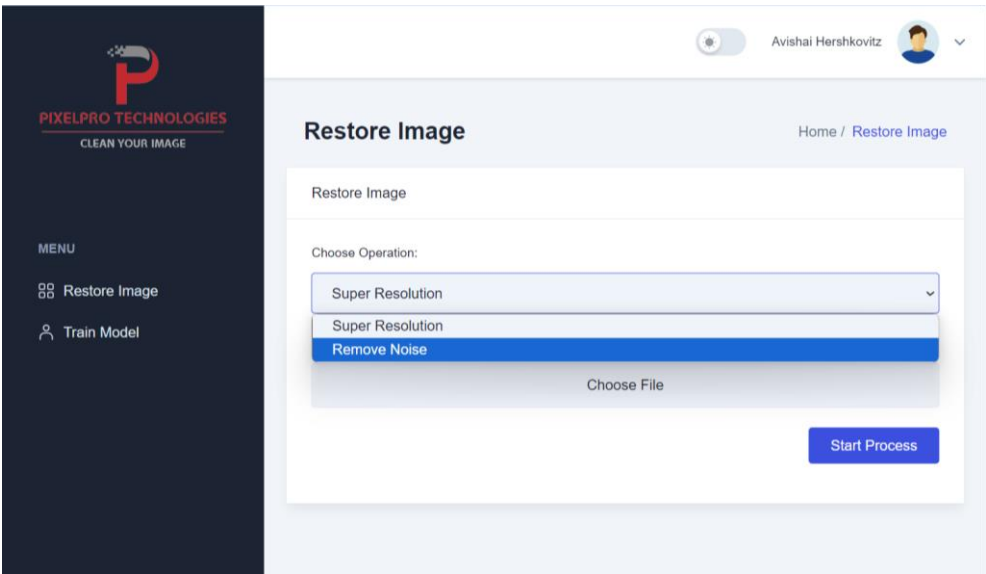 PIXELPRO TECHNOLOGIES
CLEAN YOUR IMAGE
MENU
Restore Image
Train Model
Avishai Hershkovitz
Restore Image
Home / Restore Image
Restore Image
Choose Operation:
Super Resolution
Super Resolution
Remove Noise
Choose File
Start Process